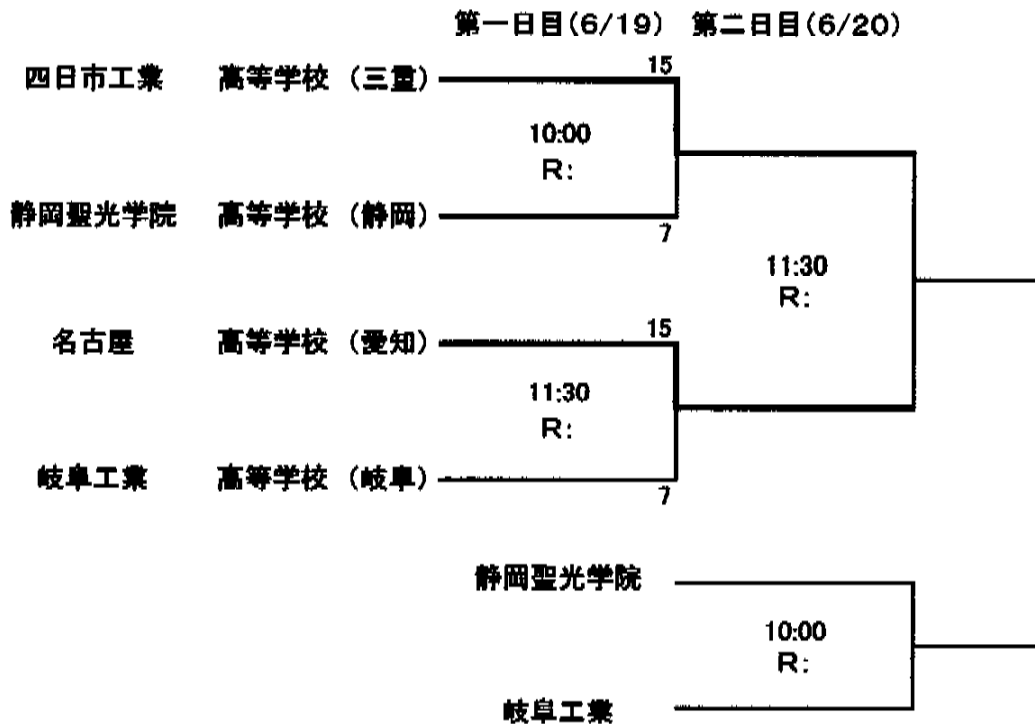 第一日目(6/19) 第二日目(6/20)
四日市工業 高等学校 (三重) 15
10:00
R:
静岡聖光学院 高等学校 (静岡) 7
11:30
R:
名古屋 高等学校 (愛知) 15
11:30
R:
岐阜工業 高等学校 (岐阜) 7
静岡聖光学院
10:00
R:
岐阜工業